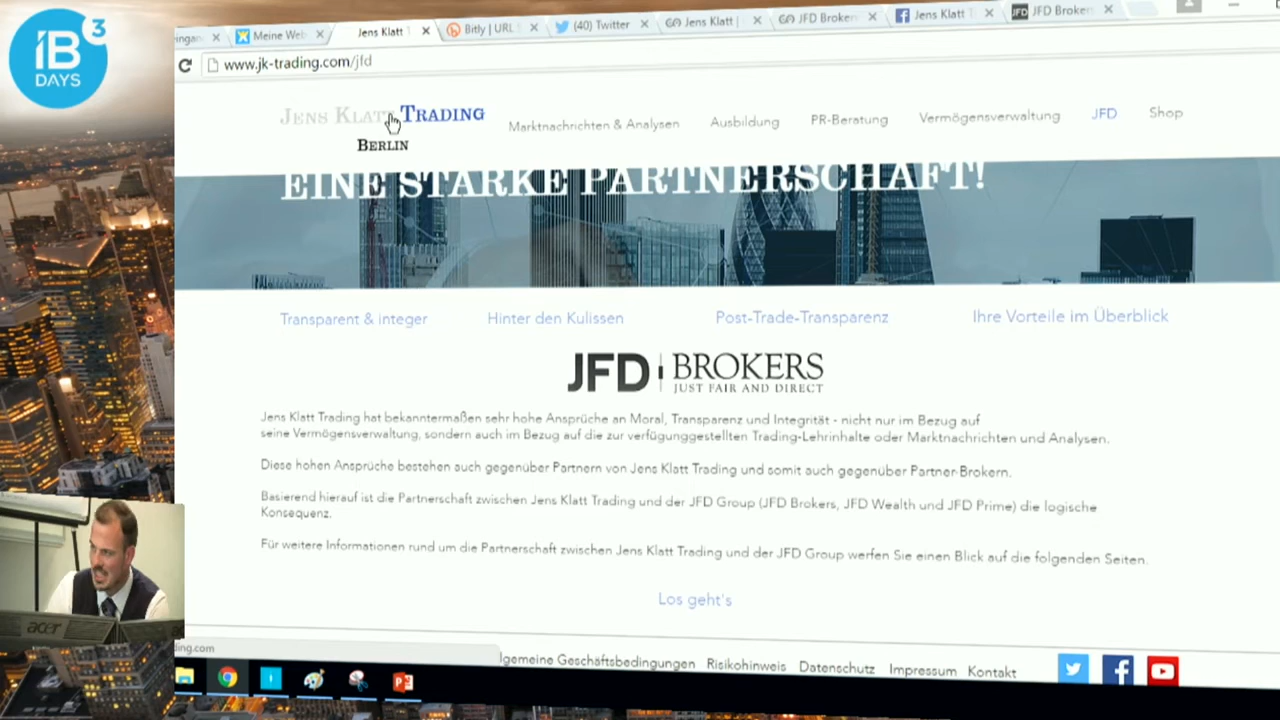 iB 3
DAYS
Meine Web
Jens Klatt
Bitly | URL
(40) Twitter
Jens Klatt |
JFD Broker
Jens Klatt
JFD Broker
www.jk-trading.com/jfd
JENS KLATT TRADING
BERLIN
Marktnachrichten & Analysen
Ausbildung
PR-Beratung
Vermögensverwaltung
JFD
Shop
EINE STARKE PARTNERSCHAFT!
Transparent & integer
Hinter den Kulissen
Post-Trade-Transparenz
Ihre Vorteile im Überblick
JFD BROKERS
JUST FAIR AND DIRECT
Jens Klatt Trading hat bekanntermaßen sehr hohe Ansprüche an Moral, Transparenz und Integrität - nicht nur im Bezug auf
seine Vermögensverwaltung, sondern auch im Bezug auf die zur verfügunggestellten Trading-Lehrinhalte oder Marktnachrichten und Analysen.
Diese hohen Ansprüche bestehen auch gegenüber Partnern von Jens Klatt Trading und somit auch gegenüber Partner-Brokern.
Basierend hierauf ist die Partnerschaft zwischen Jens Klatt Trading und der JFD Group (JFD Brokers, JFD Wealth und JFD Prime) die logische
Konsequenz.
Für weitere Informationen rund um die Partnerschaft zwischen Jens Klatt Trading und der JFD Group werfen Sie einen Blick auf die folgenden Seiten.
Los geht's
ding.com
lgemeine Geschäftsbedingungen
Risikohinweis
Datenschutz
Impressum
Kontakt
acer